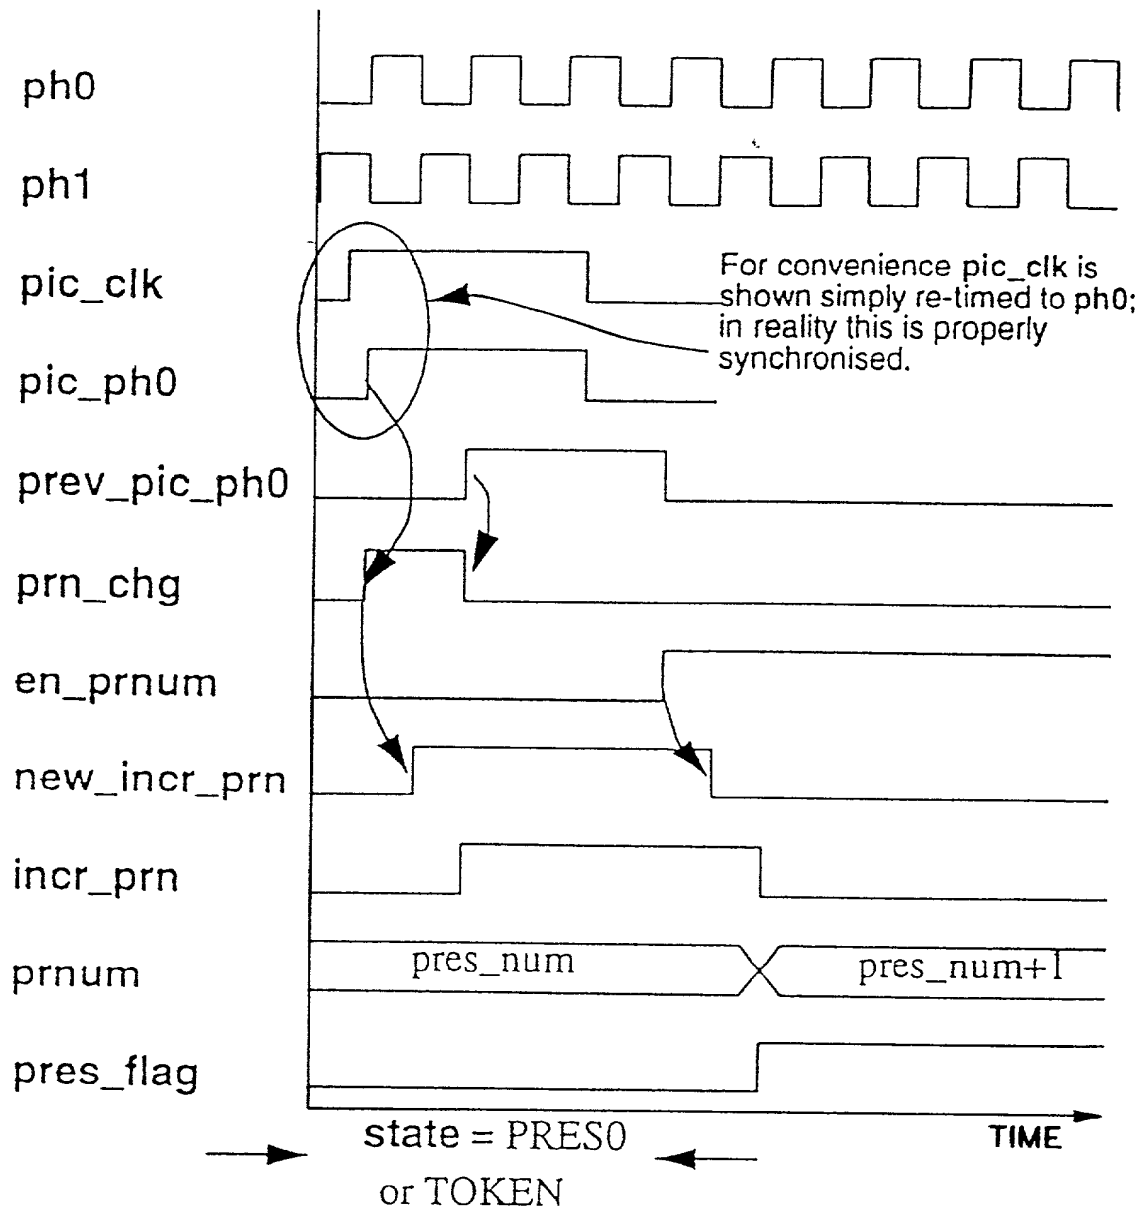 ph0
ph1
pic_clk
For convenience pic_clk is
shown simply re-timed to ph0;
in reality this is properly
synchronised.
pic_ph0
prev_pic_ph0
prn_chg
en_prnum
new_incr_prn
incr_prn
prnum
pres_num
pres_num+1
pres_flag
TIME
state = PRES0
or TOKEN